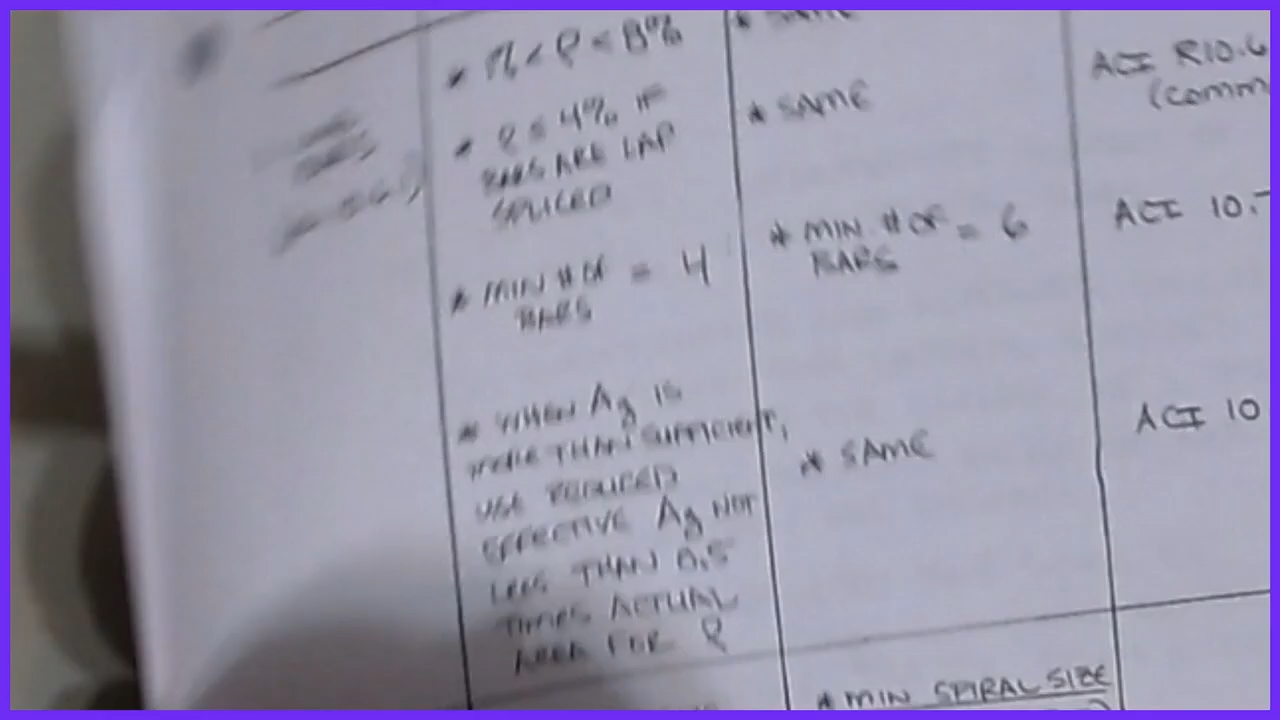 * 1% < ρ < 8%
* ρ ≤ 4% IF
BARS ARE LAP
SPLICED
* MIN # OF = 4
BARS
* WHEN Ag IS
MORE THAN SUFFICIENT,
USE REDUCED
EFFECTIVE Ag NOT
LESS THAN 0.5
TIMES ACTUAL
AREA FOR ρ
* SAME
* SAME
* MIN. # OF = 6
BARS
* SAME
* MIN SPIRAL SIZE
ACI R10.6
(comm
ACI 10.
ACI 10